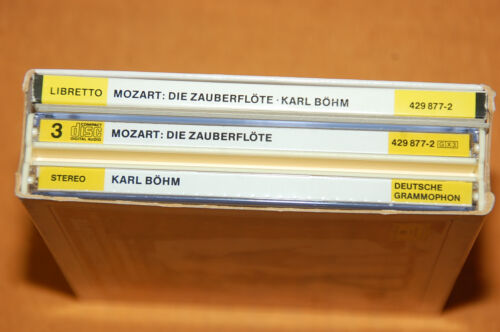 LIBRETTO MOZART: DIE ZAUBERFLÖTE · KARL BÖHM 429 877-2
3 COMPACT disc DIGITAL AUDIO MOZART: DIE ZAUBERFLÖTE 429 877-2 GX3
STEREO KARL BÖHM DEUTSCHE
GRAMMOPHON